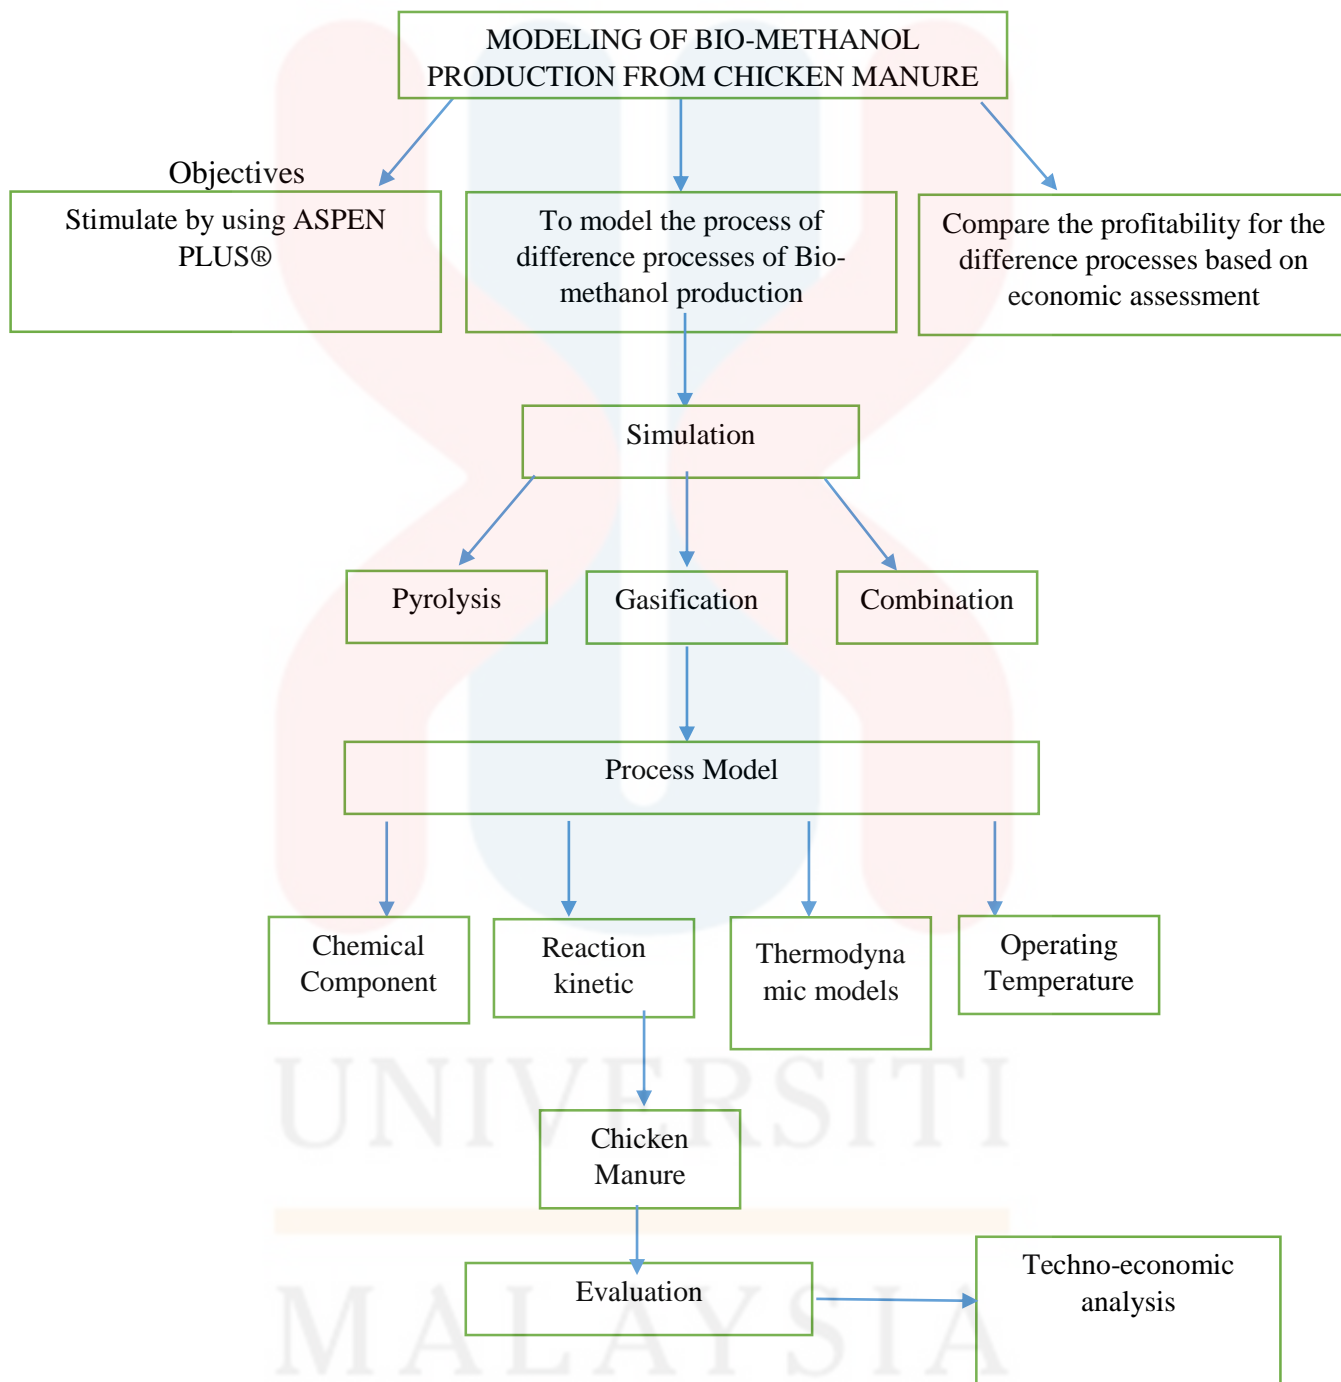 MODELING OF BIO-METHANOL
PRODUCTION FROM CHICKEN MANURE
Objectives
Stimulate by using ASPEN
PLUS®
To model the process of
difference processes of Bio-
methanol production
Compare the profitability for the
difference processes based on
economic assessment
Simulation
Pyrolysis
Gasification
Combination
Process Model
Chemical
Component
Reaction
kinetic
Thermodyna
mic models
Operating
Temperature
UNIVERSITI
Chicken
Manure
Evaluation
Techno-economic
analysis
MALAYSIA